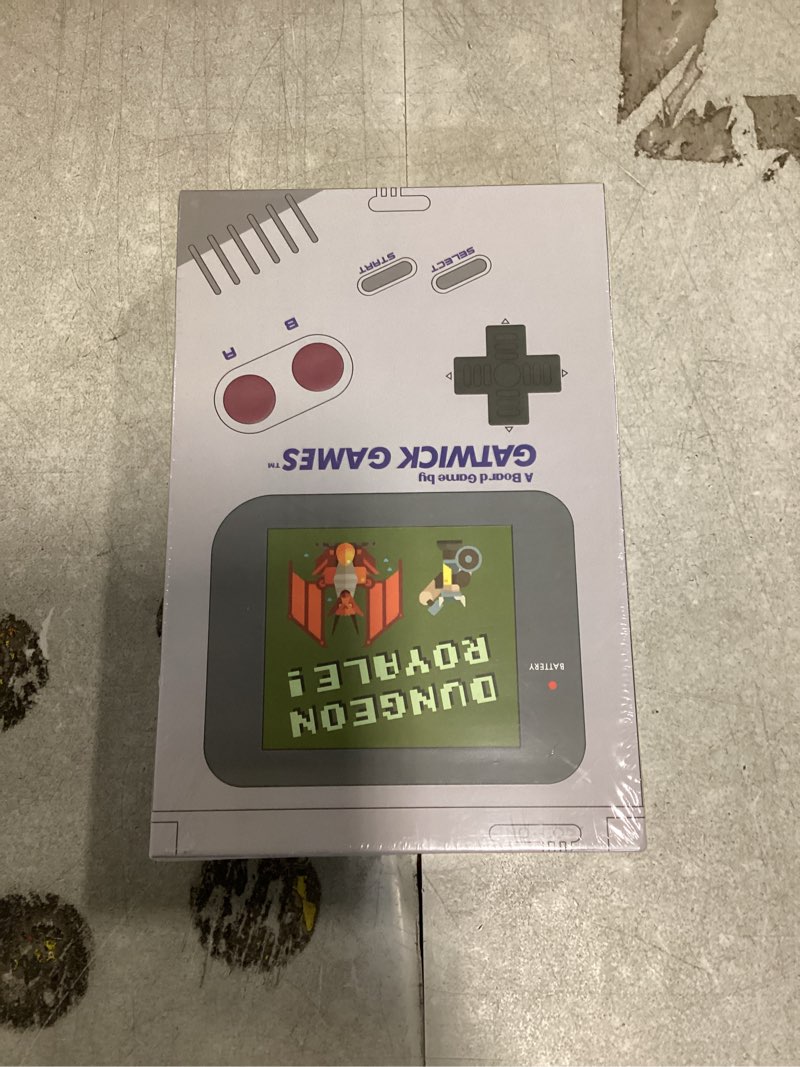 BATTERY
DUNGEON
ROYALE!
A Board Game by
GATWICK GAMES™
B
A
SELECT
START